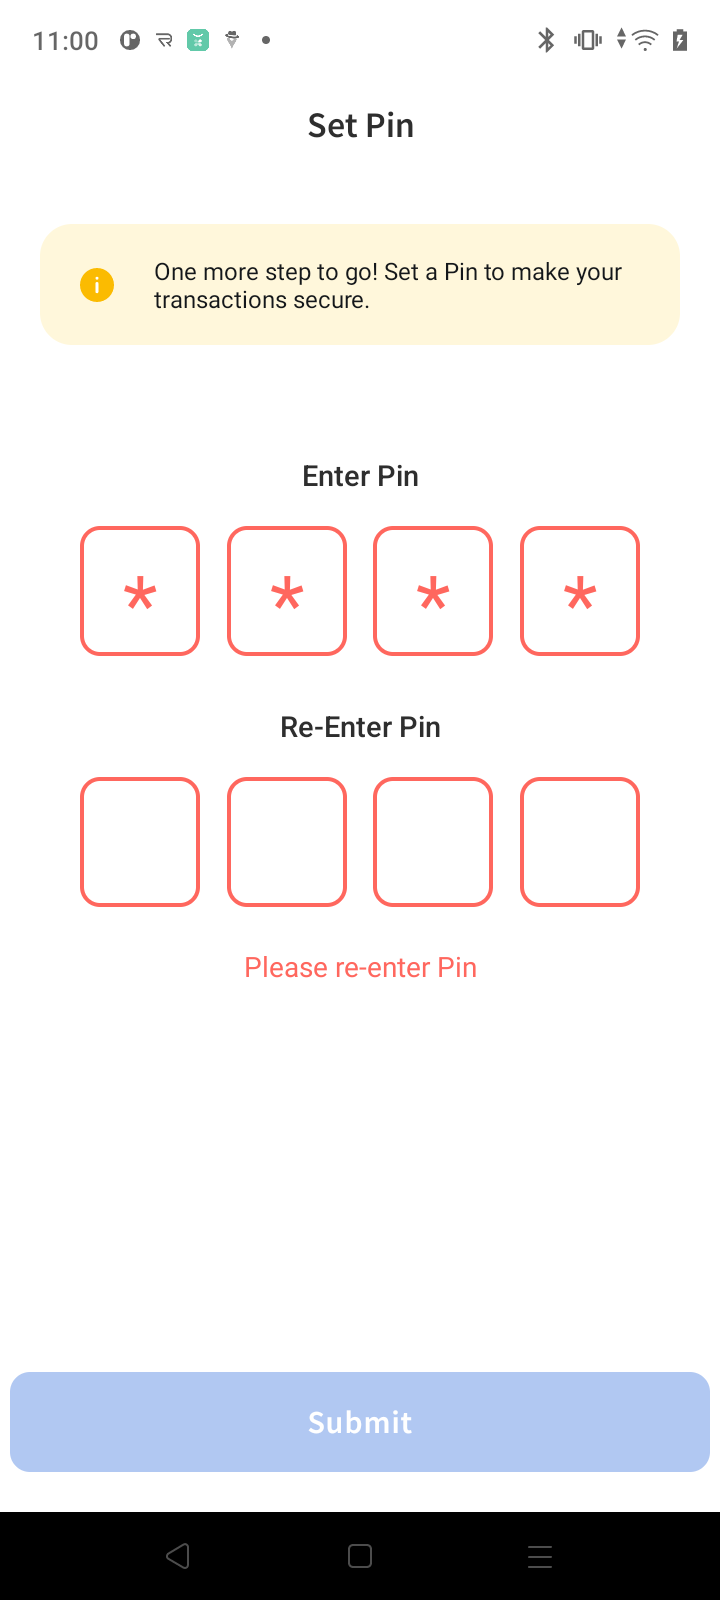 11:00
Set Pin
One more step to go! Set a Pin to make your
transactions secure.
Enter Pin
* * * *
Re-Enter Pin
Please re-enter Pin
Submit